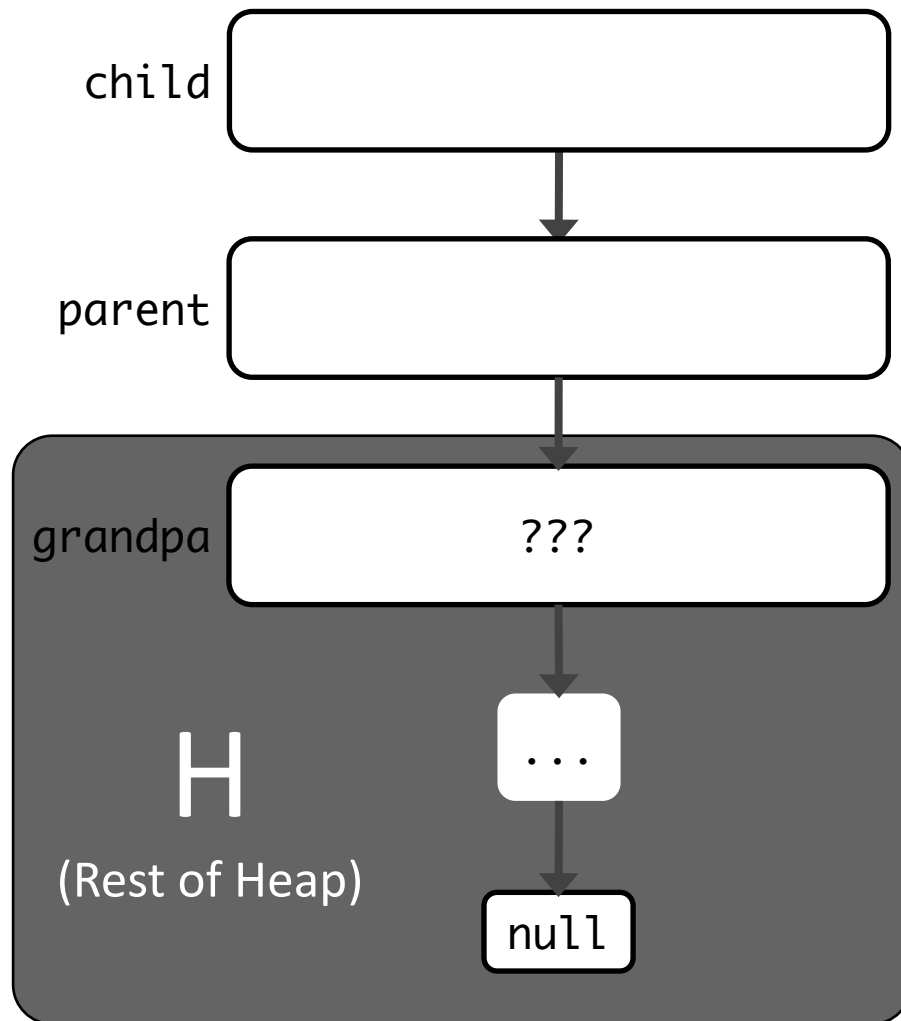 child
parent
grandpa
???
...
H
(Rest of Heap)
null